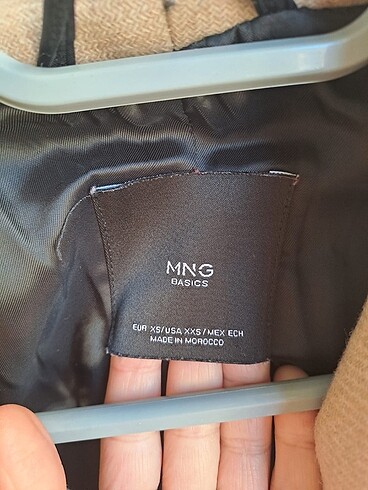 MNG
BASICS
EUR XS/USA XXS/MEX ECH
MADE IN MOROCCO